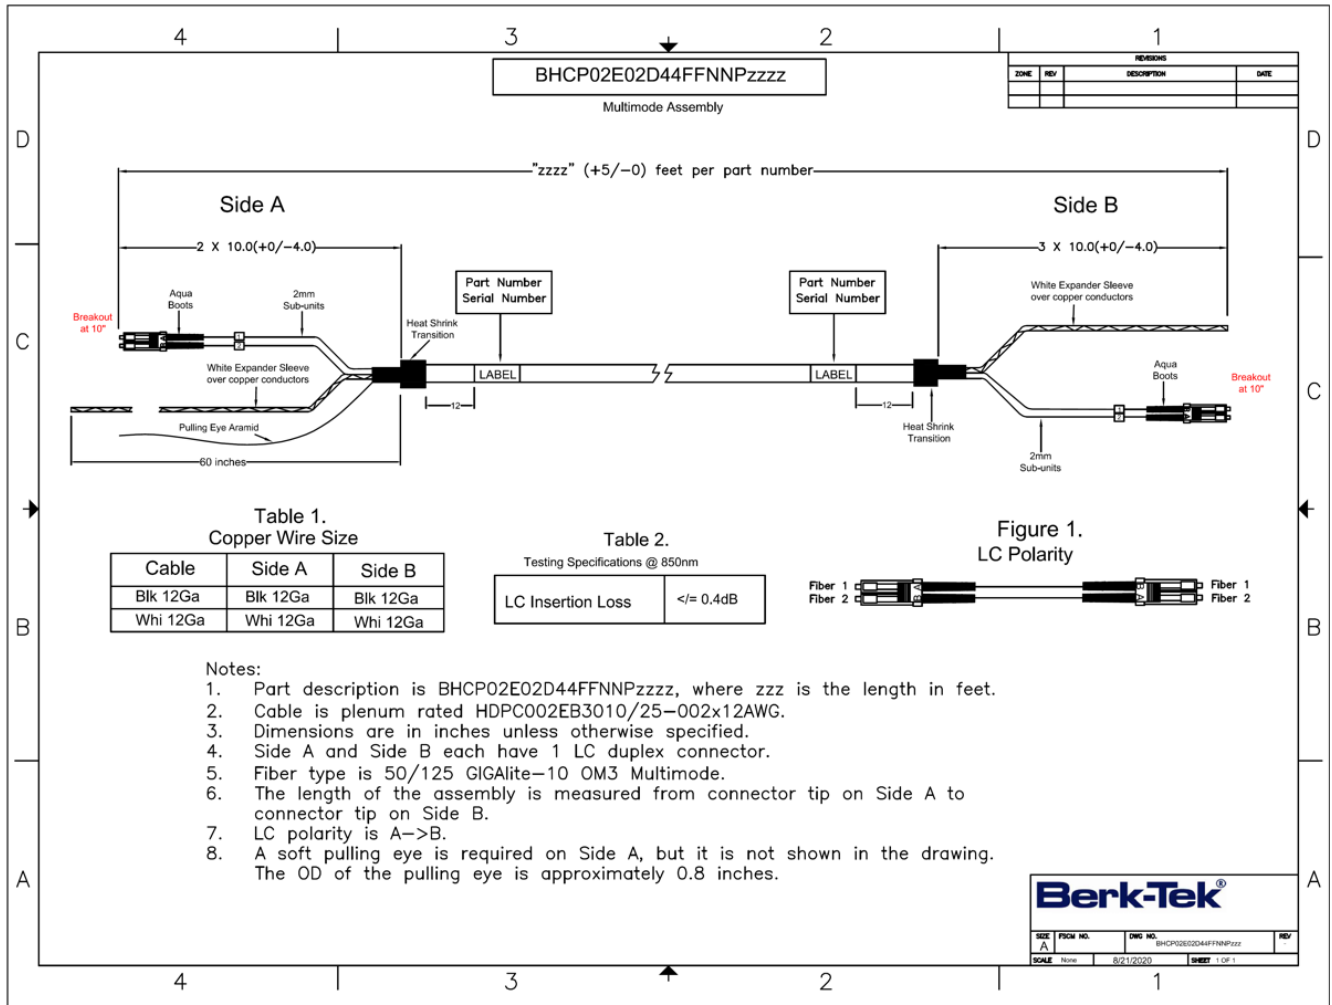 4 3 2 1
REVISIONS
ZONE REV DESCRIPTION DATE
BHCP02E02D44FFNNPzzzz
Multimode Assembly
D D
"zzzz" (+5/-0) feet per part number
Side A Side B
2 X 10.0(+0/-4.0) 3 X 10.0(+0/-4.0)
Part Number
Serial Number
Part Number
Serial Number
White Expander Sleeve
over copper conductors
Aqua
Boots
2mm
Sub-units
Breakout
at 10"
Heat Shrink
Transition
C C
White Expander Sleeve
over copper conductors
LABEL LABEL
Aqua
Boots
Breakout
at 10"
12 12
Pulling Eye Aramid
Heat Shrink
Transition
60 inches
2mm
Sub-units
1
2
1
2
A
B
B
A
Table 1.
Copper Wire Size
Cable Side A Side B
Blk 12Ga Blk 12Ga Blk 12Ga
Whi 12Ga Whi 12Ga Whi 12Ga
Table 2.
Testing Specifications @ 850nm
LC Insertion Loss </= 0.4dB
Figure 1.
LC Polarity
Fiber 1 Fiber 1
Fiber 2 Fiber 2
A
B
B
A
B B
Notes:
1. Part description is BHCP02E02D44FFNNPzzzz, where zzz is the length in feet.
2. Cable is plenum rated HDPC002EB3010/25-002x12AWG.
3. Dimensions are in inches unless otherwise specified.
4. Side A and Side B each have 1 LC duplex connector.
5. Fiber type is 50/125 GIGAlite-10 OM3 Multimode.
6. The length of the assembly is measured from connector tip on Side A to
connector tip on Side B.
7. LC polarity is A->B.
8. A soft pulling eye is required on Side A, but it is not shown in the drawing.
The OD of the pulling eye is approximately 0.8 inches.
A A
Berk-Tek®
SIZE FSCM NO. DWG NO. REV
A BHCP02E02D44FFNNPzzz -
SCALE None 8/21/2020 SHEET 1 OF 1
4 3 2 1